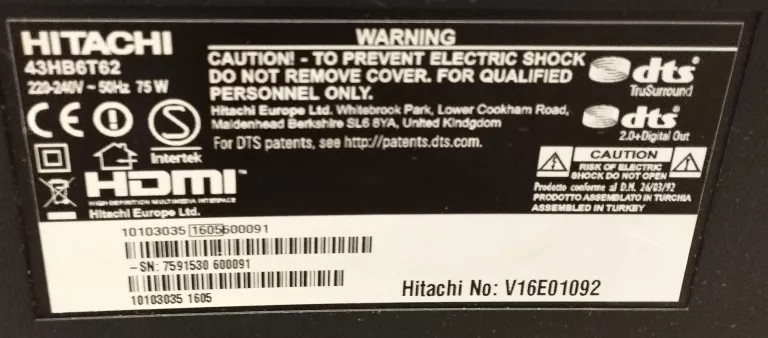 HITACHI
43HB6T62
220-240V ~ 50Hz 75W
WARNING
CAUTION! - TO PREVENT ELECTRIC SHOCK
DO NOT REMOVE COVER. FOR QUALIFIED
PERSONNEL ONLY.
Hitachi Europe Ltd. Whitebrook Park, Lower Cookham Road,
Maidenhead Berkshire SL6 8YA, United Kingdom
For DTS patents, see http://patents.dts.com.
dts
TruSurround
dts
2.0+Digital Out
CE
S
Intertek
HDMI™
HIGH-DEFINITION MULTIMEDIA INTERFACE
Hitachi Europe Ltd.
CAUTION
RISK OF ELECTRIC
SHOCK DO NOT OPEN
Prodotto conforme al D.M. 26/03/92
PRODOTTO ASSEMBLATO IN TURCHIA
ASSEMBLED IN TURKEY
10103035 1605 600091
-SN: 7591530 600091
10103035 1605
Hitachi No: V16E01092